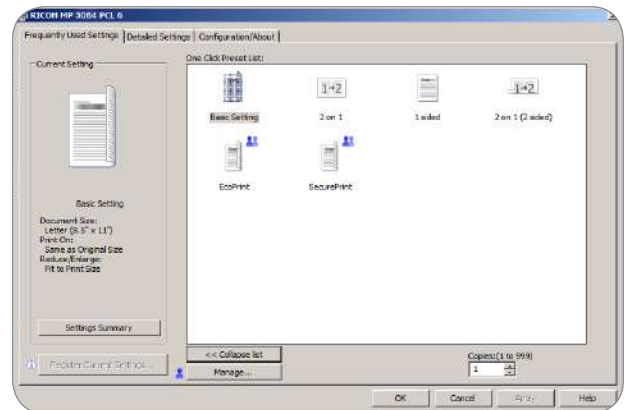 RICOH MP 3054 PCL 6
Frequently Used Settings Detailed Settings Configuration/About
Current Setting
One Click Preset List:
Basic Setting
2 on 1
1 sided
2 on 1 (2 sided)
EcoPrint
SecurePrint
Basic Setting
Document Size:
Letter (8.5" x 11")
Print On:
Same as Original Size
Reduce/Enlarge:
Fit to Print Size
Settings Summary
Register Current Settings...
<< Collapse list
Manage...
Copies:(1 to 999)
1
OK Cancel Apply Help